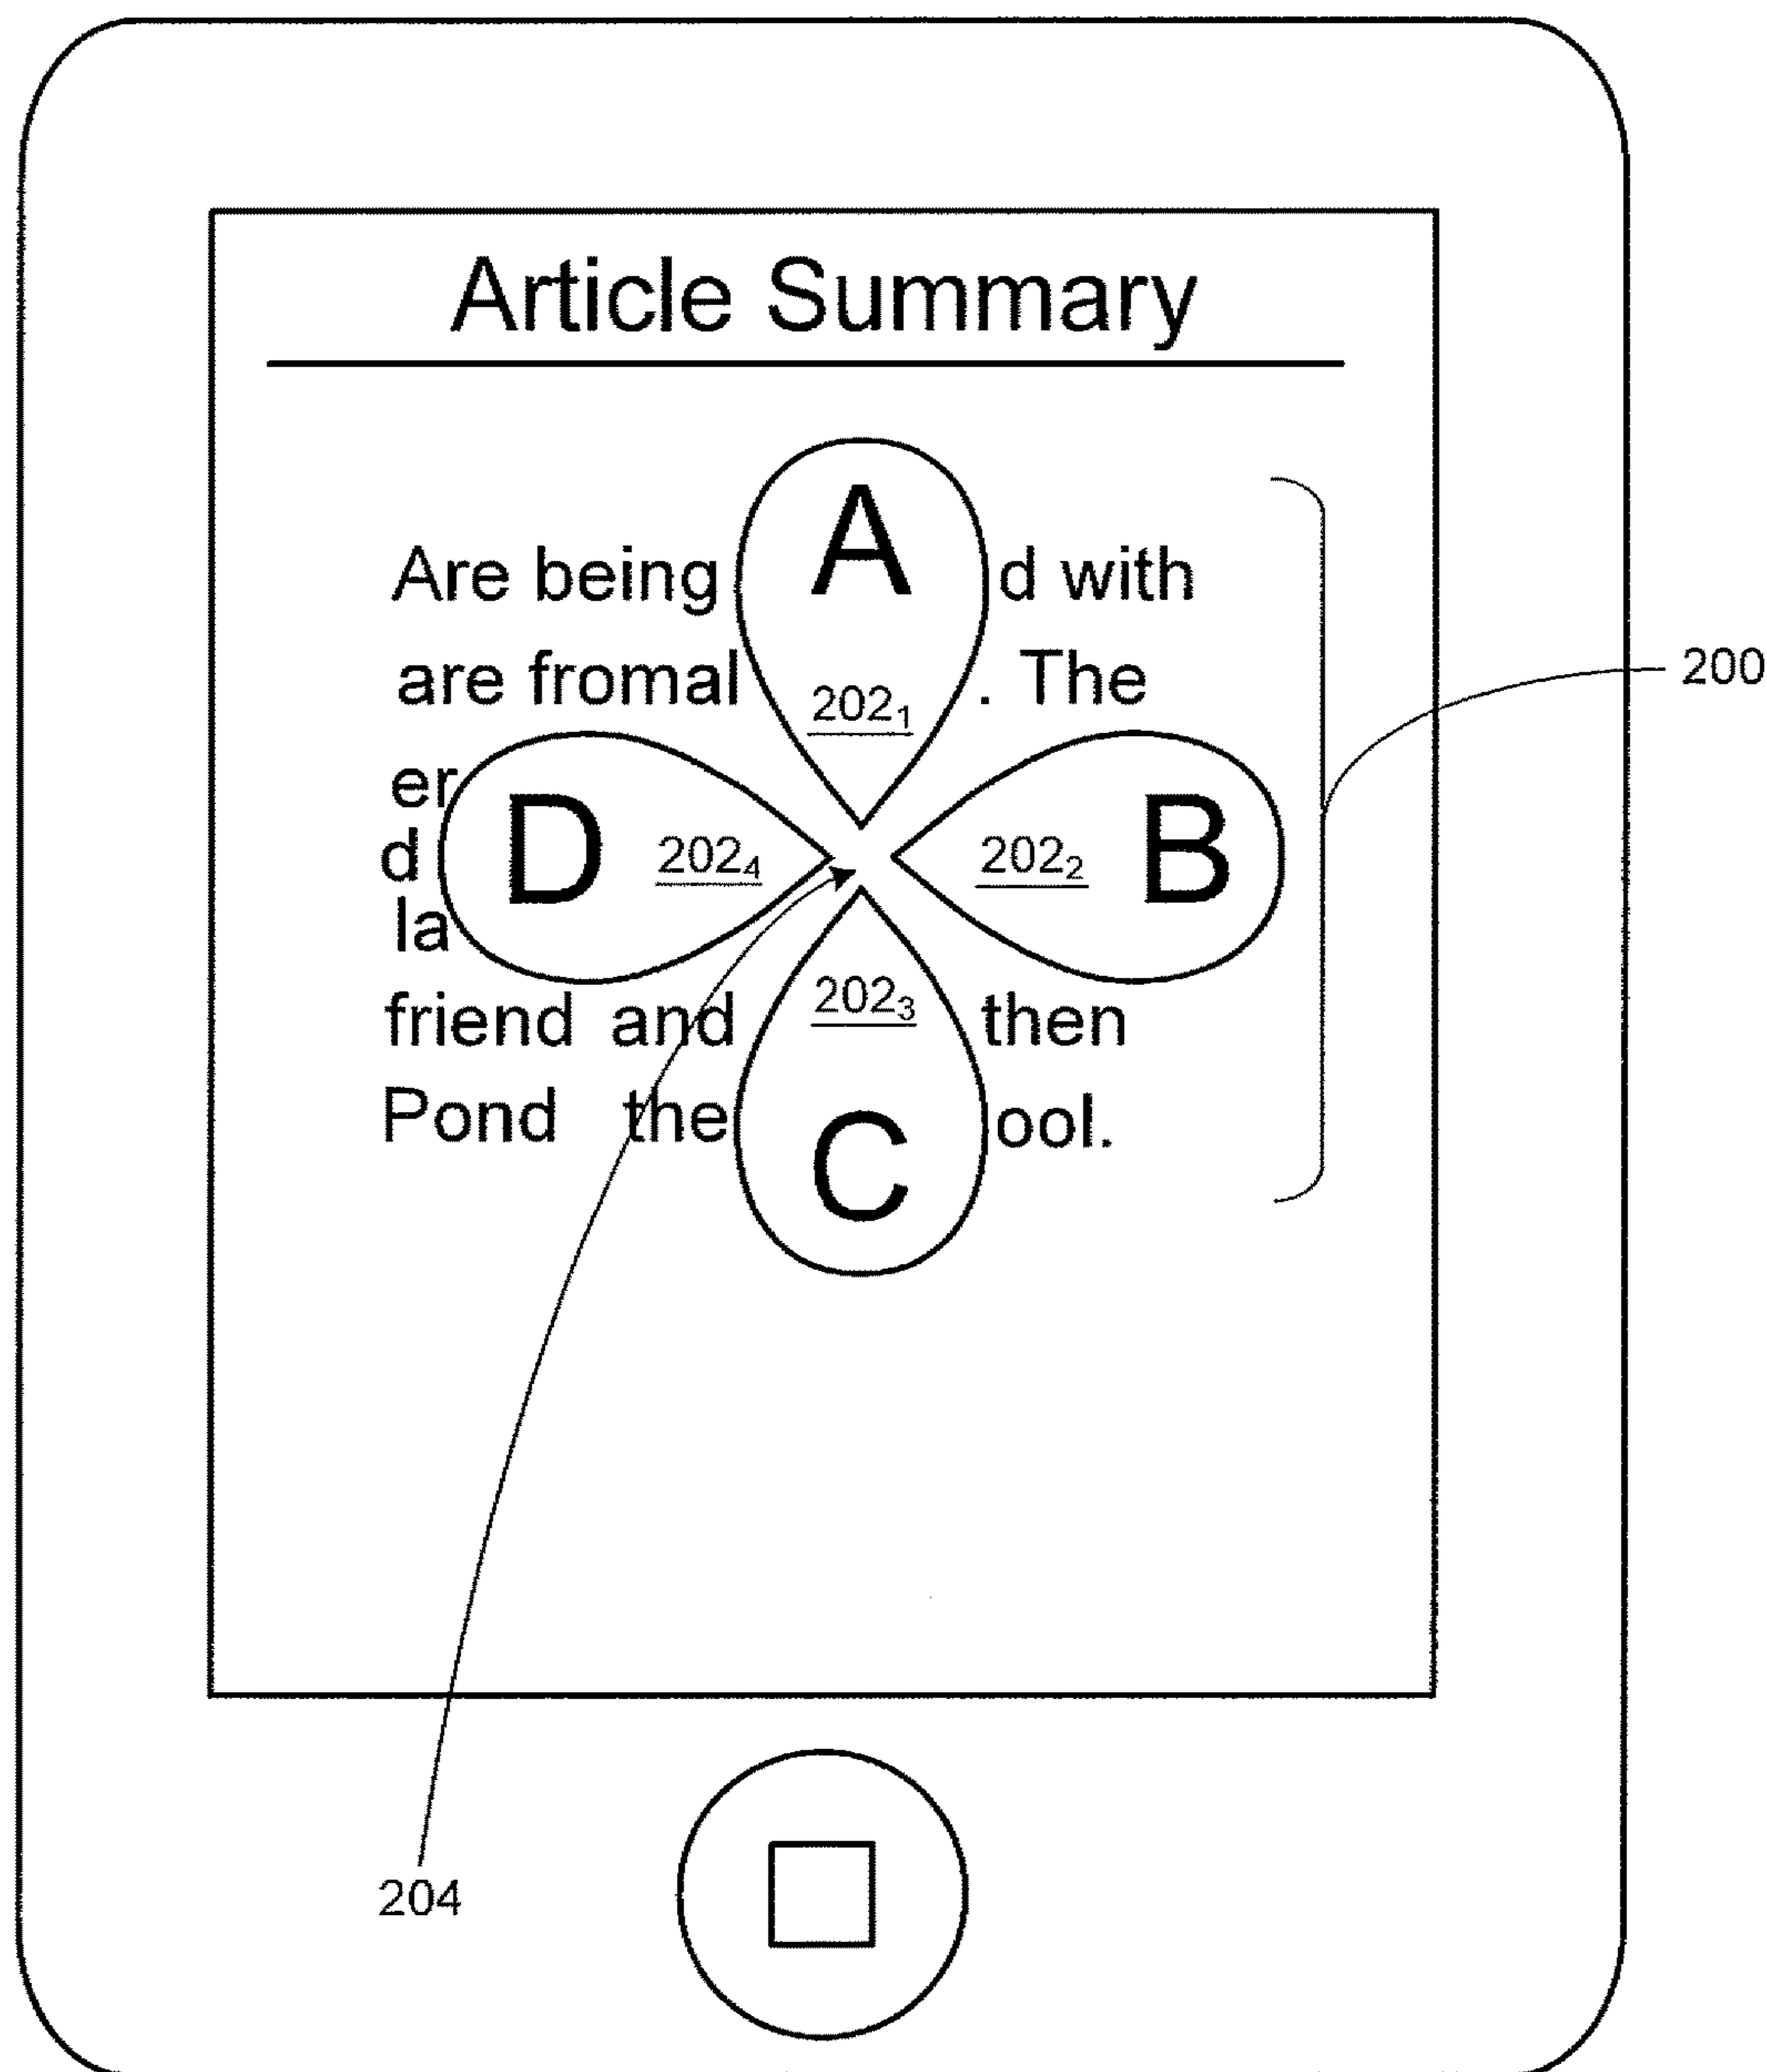 Article Summary
A
Are being d with
are fromal 202₁ . The
200
er
d D 202₄ 202₂ B
la
friend and 202₃ then
Pond the ool.
C
204